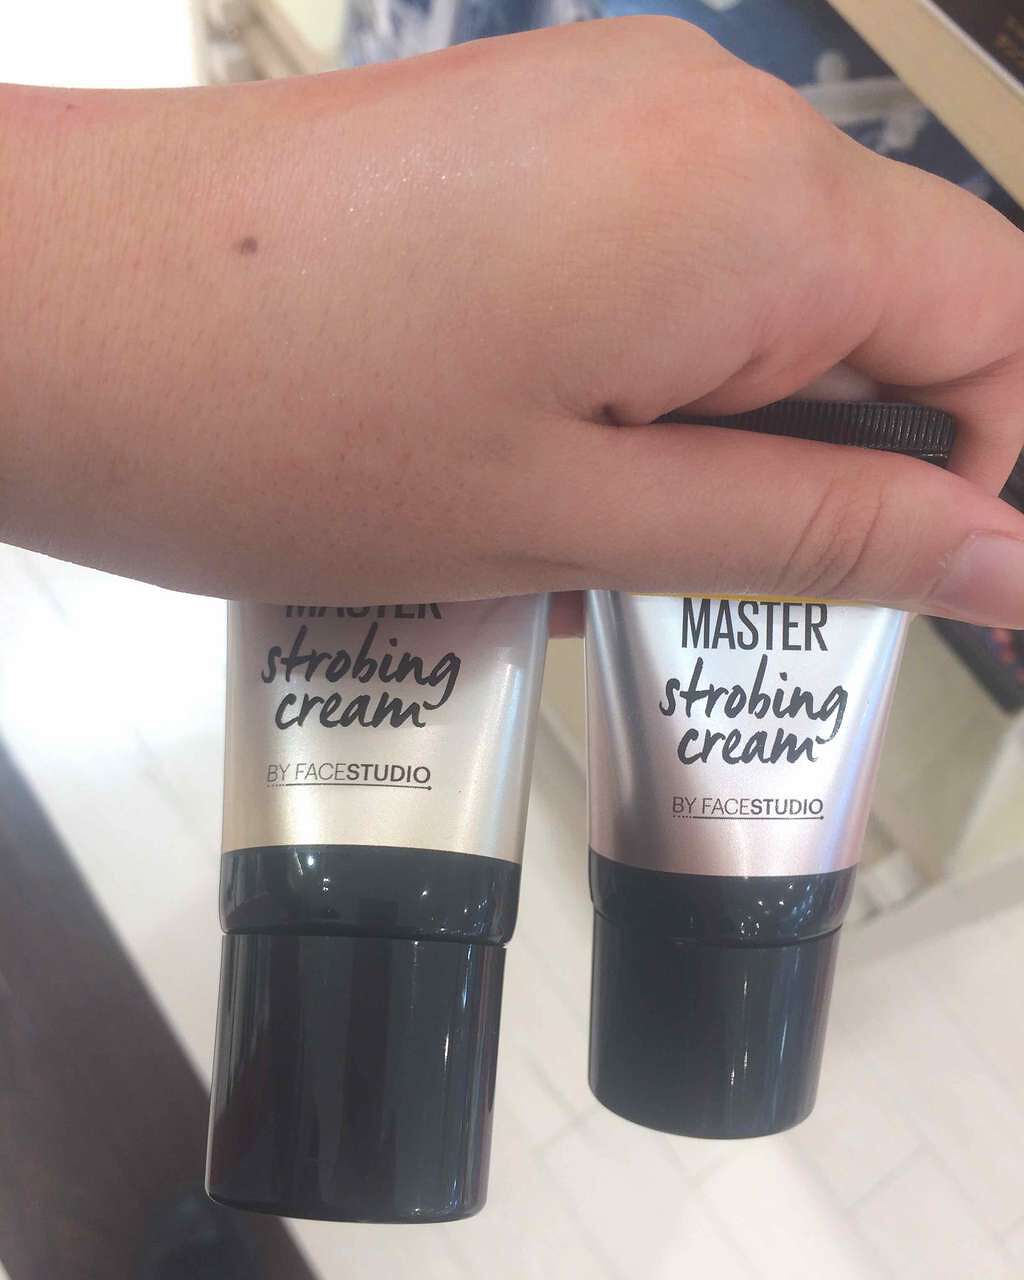 MASTER
strobing
cream
BY FACESTUDIO
MASTER
strobing
cream
BY FACESTUDIO